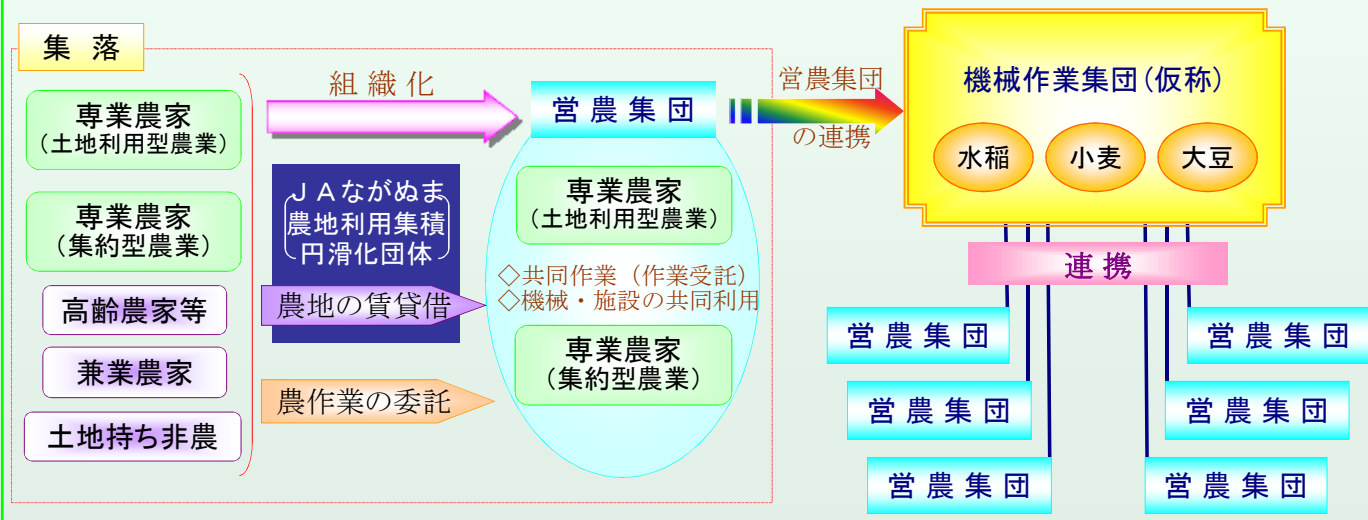 集 落
専業農家
(土地利用型農業)
専業農家
(集約型農業)
高齢農家等
兼業農家
土地持ち非農
組 織 化
ＪＡながぬま
農地利用集積
円滑化団体
農地の賃貸借
農作業の委託
営 農 集 団
専業農家
(土地利用型農業)
◇共同作業（作業受託）
◇機械・施設の共同利用
専業農家
(集約型農業)
営農集団
の連携
機械作業集団(仮称)
水稲
小麦
大豆
連 携
営 農 集 団
営 農 集 団
営 農 集 団
営 農 集 団
営 農 集 団
営 農 集 団